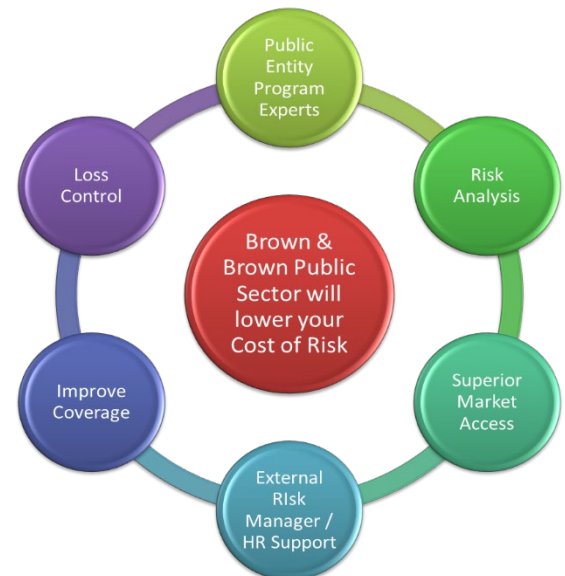 Public
Entity
Program
Experts
Risk
Analysis
Superior
Market
Access
External
RIsk
Manager /
HR Support
Improve
Coverage
Loss
Control
Brown &
Brown Public
Sector will
lower your
Cost of Risk